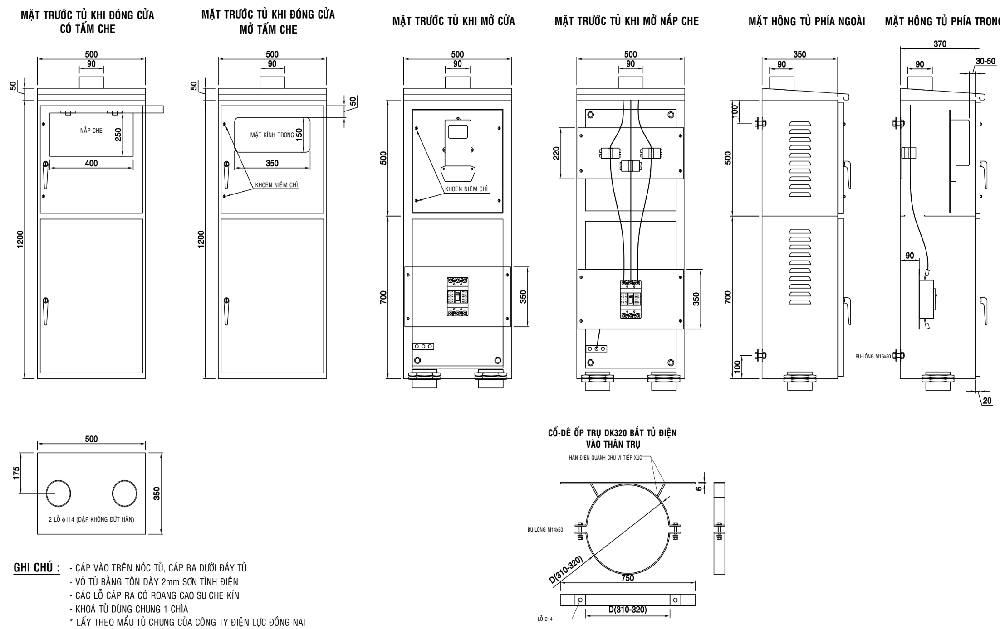 MẶT TRƯỚC TỦ KHI ĐÓNG CỬA
CÓ TẤM CHE
MẶT TRƯỚC TỦ KHI ĐÓNG CỬA
MỞ TẤM CHE
MẶT TRƯỚC TỦ KHI MỞ CỬA
MẶT TRƯỚC TỦ KHI MỞ NẮP CHE
MẶT HÔNG TỦ PHÍA NGOÀI
MẶT HÔNG TỦ PHÍA TRONG
500
90
50
NẮP CHE
250
400
1200
500
90
50
50
MẶT KÍNH TRONG
150
350
KHOEN NIÊM CHÌ
1200
500
90
500
KHOEN NIÊM CHÌ
700
350
500
90
220
350
350
90
100
500
700
100
370
90
30-50
90
BU-LÔNG M16x50
20
500
175
350
2 LỖ ϕ114 (DẬP KHÔNG ĐỨT HẲN)
CỔ-DÊ ỐP TRỤ DK320 BẮT TỦ ĐIỆN
VÀO THÂN TRỤ
HÀN ĐIỆN QUANH CHU VI TIẾP XÚC
6
BU-LÔNG M14x50
D(310-320)
750
D(310-320)
LỖ D14
GHI CHÚ : - CÁP VÀO TRÊN NÓC TỦ, CÁP RA DƯỚI ĐÁY TỦ
- VỎ TỦ BẰNG TÔN DÀY 2mm SƠN TĨNH ĐIỆN
- CÁC LỖ CÁP RA CÓ ROANG CAO SU CHE KÍN
- KHOÁ TỦ DÙNG CHUNG 1 CHÌA
* LẤY THEO MẨU TỦ CHUNG CỦA CÔNG TY ĐIỆN LỰC ĐỒNG NAI